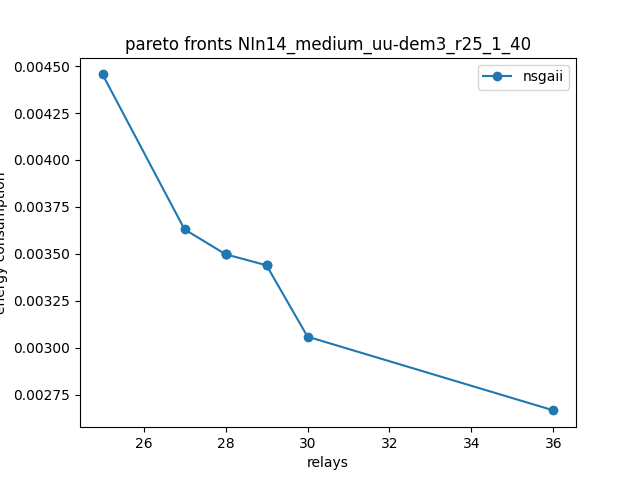 pareto fronts NIn14_medium_uu-dem3_r25_1_40
nsgaii
0.00450
0.00425
0.00400
0.00375
0.00350
0.00325
0.00300
0.00275
energy consumption
26 28 30 32 34 36
relays